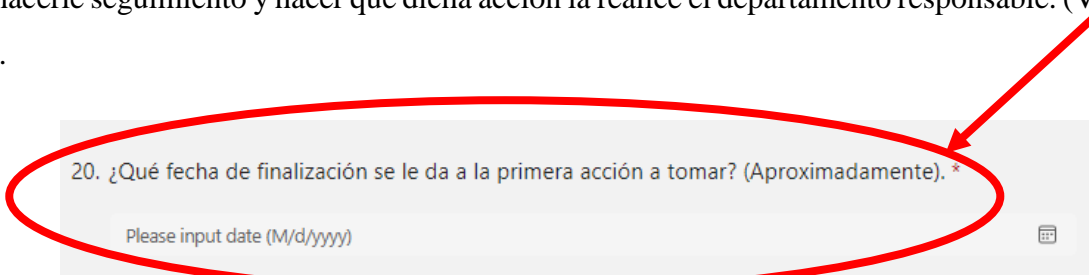 hacerle seguimiento y hacer que dicha acción la realice el departamento responsable. (V
.
20. ¿Qué fecha de finalización se le da a la primera acción a tomar? (Aproximadamente). *
Please input date (M/d/yyyy)